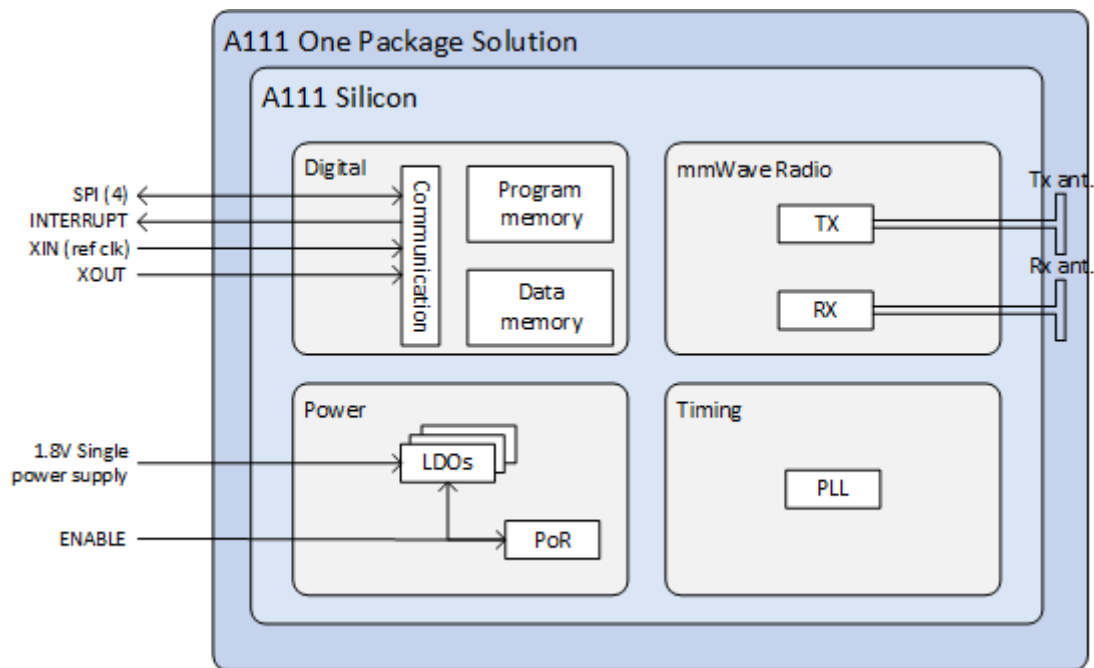 A111 One Package Solution
A111 Silicon
Digital
Communication
Program
memory
Data
memory
mmWave Radio
TX
RX
Tx ant.
Rx ant.
SPI (4)
INTERRUPT
XIN (ref clk)
XOUT
Power
LDOs
PoR
1.8V Single
power supply
ENABLE
Timing
PLL